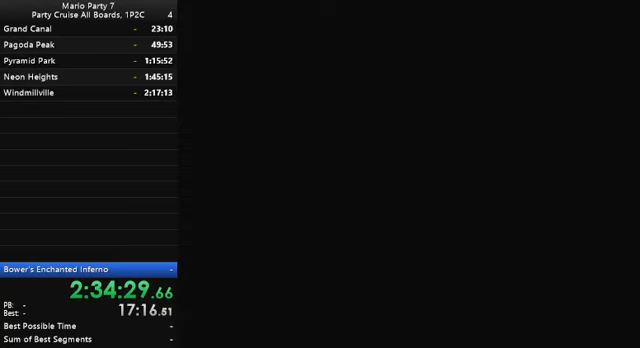 Mario Party 7
Party Cruise All Boards, 1P2C 4
Grand Canal - 23:10
Pagoda Peak - 49:53
Pyramid Park - 1:15:52
Neon Heights - 1:45:15
Windmillville - 2:17:13
Bower's Enchanted Inferno -
2:34:29.66
PB: -
Best: - 17:16.51
Best Possible Time -
Sum of Best Segments -